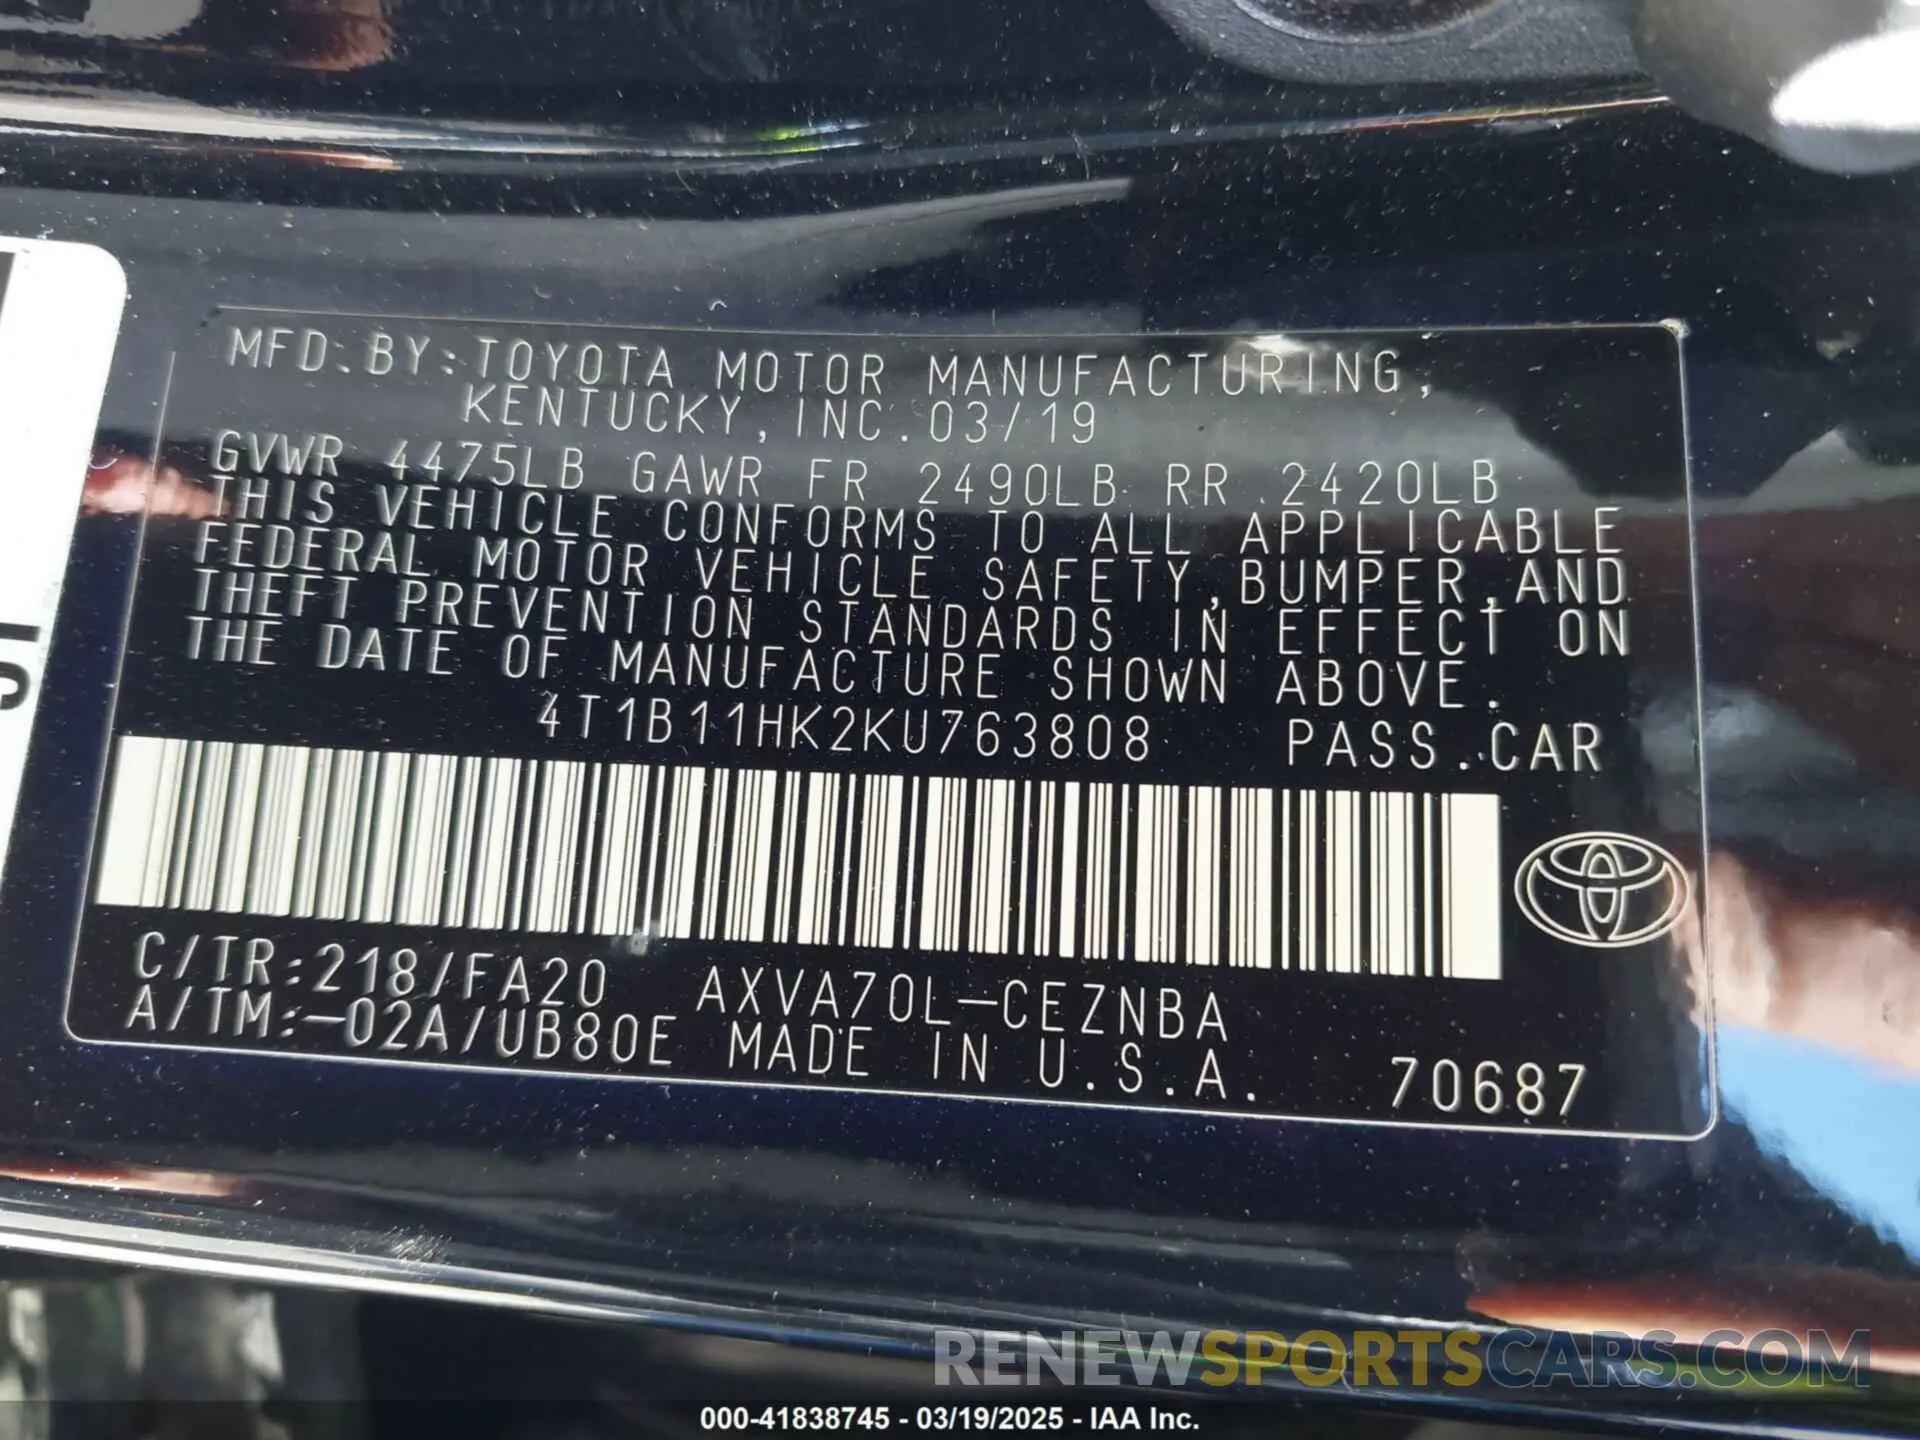 MFD.BY:TOYOTA MOTOR MANUFACTURING,
KENTUCKY, INC.03/19
GVWR 4475LB GAWR FR 2490LB RR 2420LB
THIS VEHICLE CONFORMS TO ALL APPLICABLE
FEDERAL MOTOR VEHICLE SAFETY,BUMPER,AND
THEFT PREVENTION STANDARDS IN EFFECT ON
THE DATE OF MANUFACTURE SHOWN ABOVE.
4T1B11HK2KU763808 PASS.CAR
C/TR:218/FA20 AXVA70L-CEZNBA
A/TM:-02A/UB80E MADE IN U.S.A. 70687
RENEWSPORTSCARS.COM
000-41838745 - 03/19/2025 - IAA Inc.